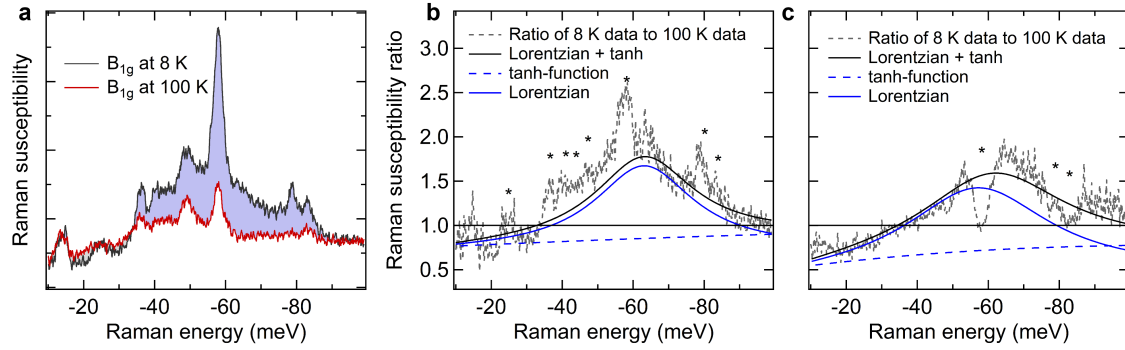 a
Raman susceptibility
B1g at 8 K
B1g at 100 K
-20
-40
-60
-80
Raman energy (meV)
b
Raman susceptibility ratio
3.0
2.5
2.0
1.5
1.0
0.5
Ratio of 8 K data to 100 K data
Lorentzian + tanh
tanh-function
Lorentzian
* * * * * * * *
-20
-40
-60
-80
Raman energy (meV)
c
Ratio of 8 K data to 100 K data
Lorentzian + tanh
tanh-function
Lorentzian
* * *
-20
-40
-60
-80
Raman energy (meV)